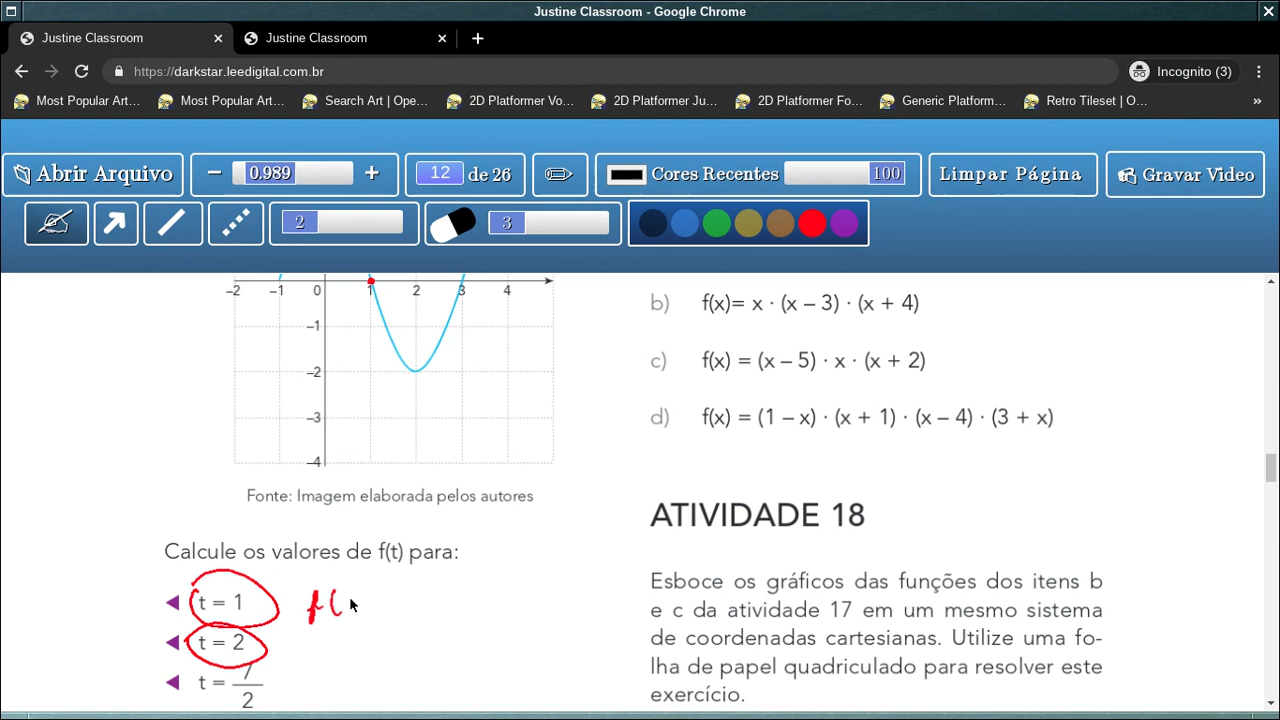 Justine Classroom - Google Chrome
Justine Classroom
Justine Classroom
https://darkstar.leedigital.com.br
Incognito (3)
Most Popular Art...
Most Popular Art...
Search Art | Ope...
2D Platformer Vo...
2D Platformer Ju...
2D Platformer Fo...
Generic Platform...
Retro Tileset | O...
»
Abrir Arquivo
−
0.989
+
12 de 26
Cores Recentes
100
Limpar Página
Gravar Video
2
3
−2 −1 0 1 2 3 4
−1
−2
−3
−4
Fonte: Imagem elaborada pelos autores
Calcule os valores de f(t) para:
t = 1
f(
t = 2
t = 7/2
b) f(x)= x · (x – 3) · (x + 4)
c) f(x) = (x – 5) · x · (x + 2)
d) f(x) = (1 – x) · (x + 1) · (x – 4) · (3 + x)
ATIVIDADE 18
Esboce os gráficos das funções dos itens b
e c da atividade 17 em um mesmo sistema
de coordenadas cartesianas. Utilize uma fo-
lha de papel quadriculado para resolver este
exercício.